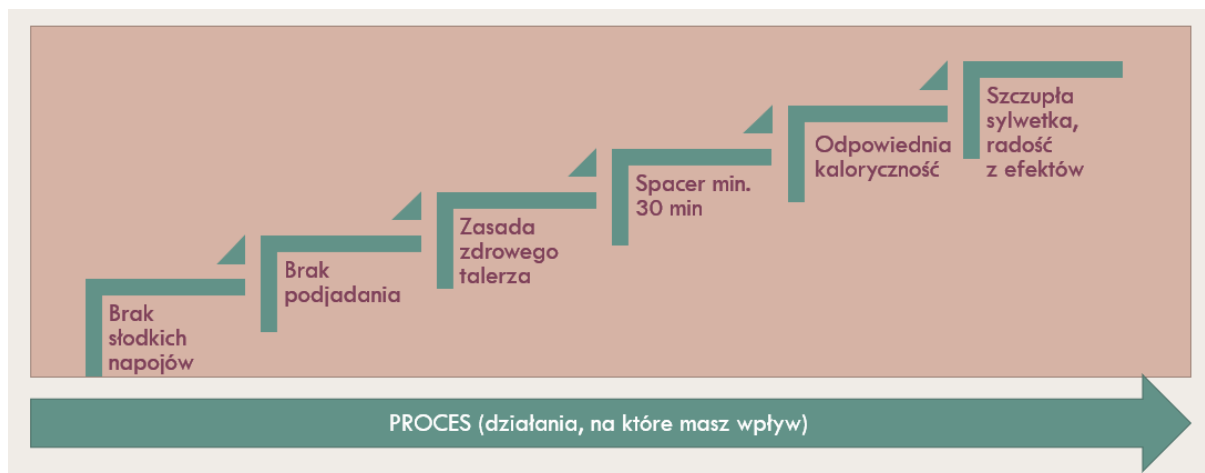 Brak
słodkich
napojów
Brak
podjadania
Zasada
zdrowego
talerza
Spacer min.
30 min
Odpowiednia
kaloryczność
Szczupła
sylwetka,
radość
z efektów
PROCES (działania, na które masz wpływ)